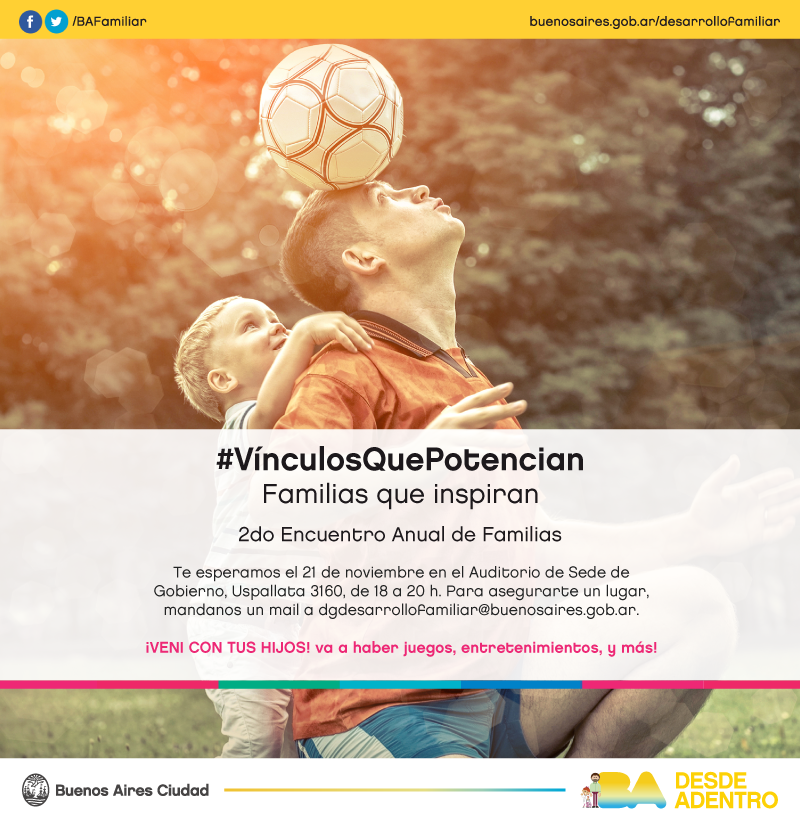 /BAFamiliar
buenosaires.gob.ar/desarrollofamiliar
#VínculosQuePotencian
Familias que inspiran
2do Encuentro Anual de Familias
Te esperamos el 21 de noviembre en el Auditorio de Sede de
Gobierno, Uspallata 3160, de 18 a 20 h. Para asegurarte un lugar,
mandanos un mail a dgdesarrollofamiliar@buenosaires.gob.ar.
¡VENI CON TUS HIJOS! va a haber juegos, entretenimientos, y más!
Buenos Aires Ciudad
BA
DESDE
ADENTRO